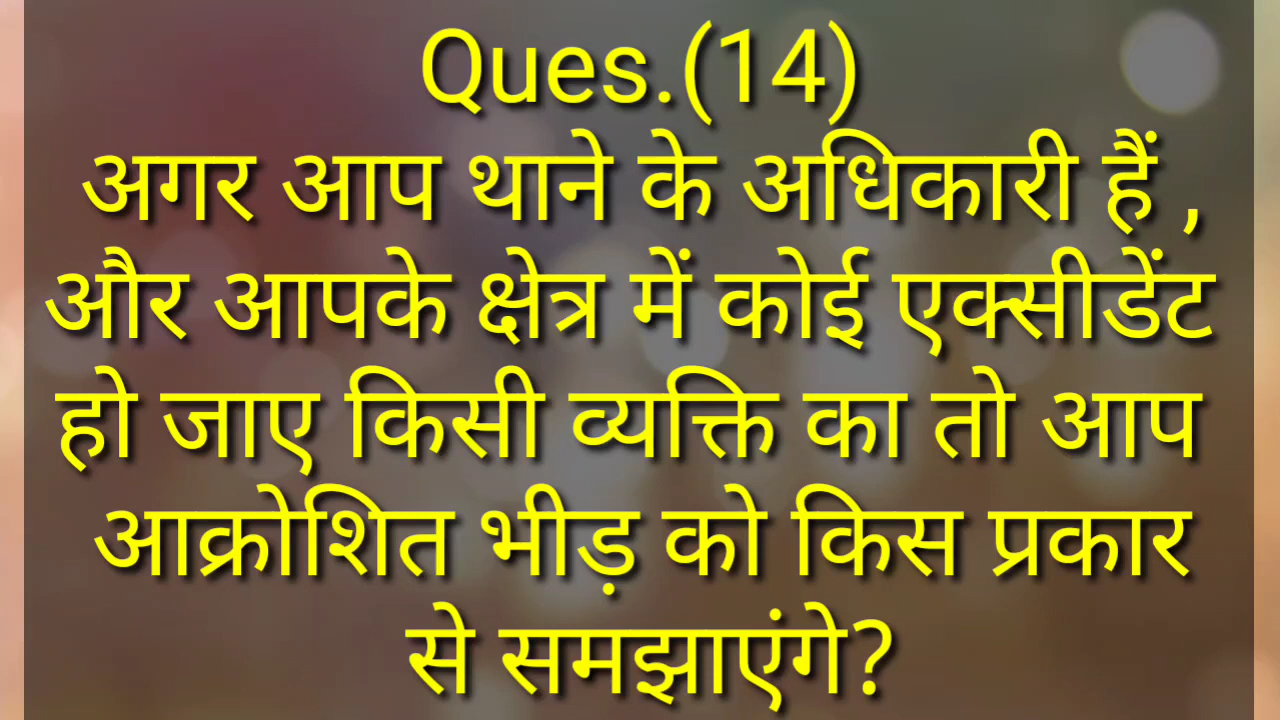 Ques.(14)
अगर आप थाने के अधिकारी हैं ,
और आपके क्षेत्र में कोई एक्सीडेंट
हो जाए किसी व्यक्ति का तो आप
आक्रोशित भीड़ को किस प्रकार
से समझाएंगे?